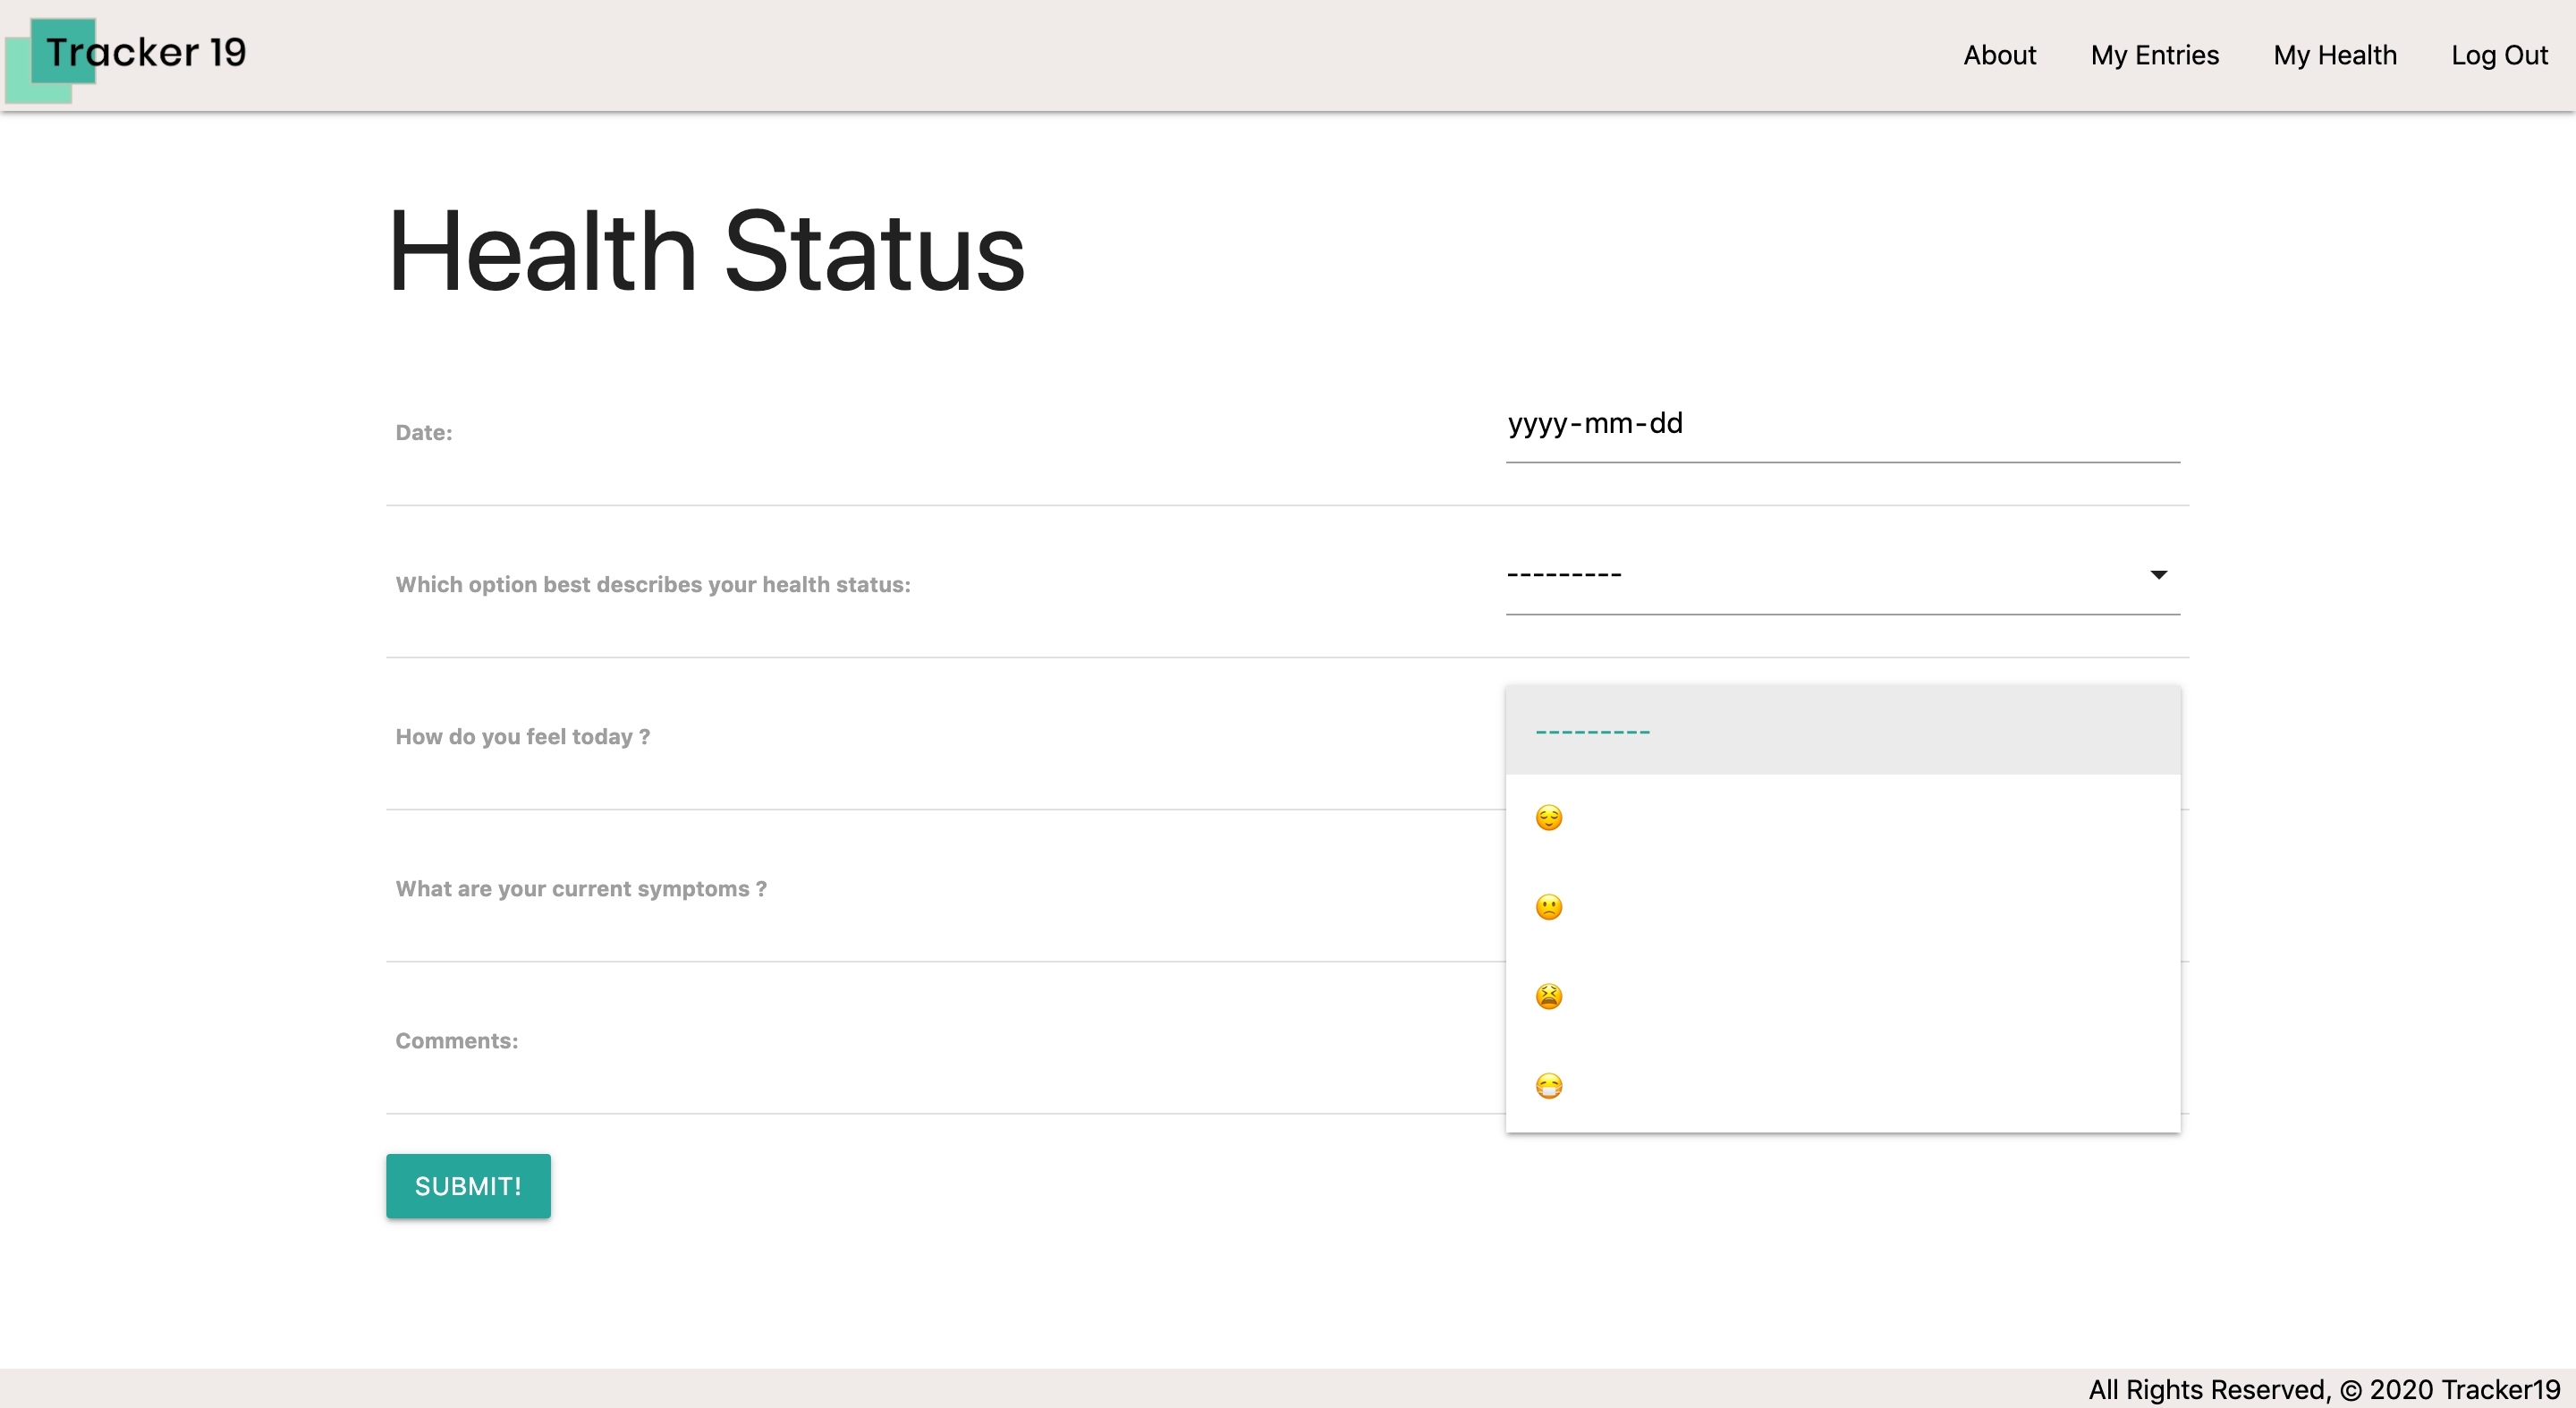 Tracker 19
About My Entries My Health Log Out
Health Status
Date: yyyy-mm-dd
Which option best describes your health status: ---------
How do you feel today ? ---------
😌
🙁
What are your current symptoms ?
😫
Comments:
😷
SUBMIT!
All Rights Reserved, © 2020 Tracker19